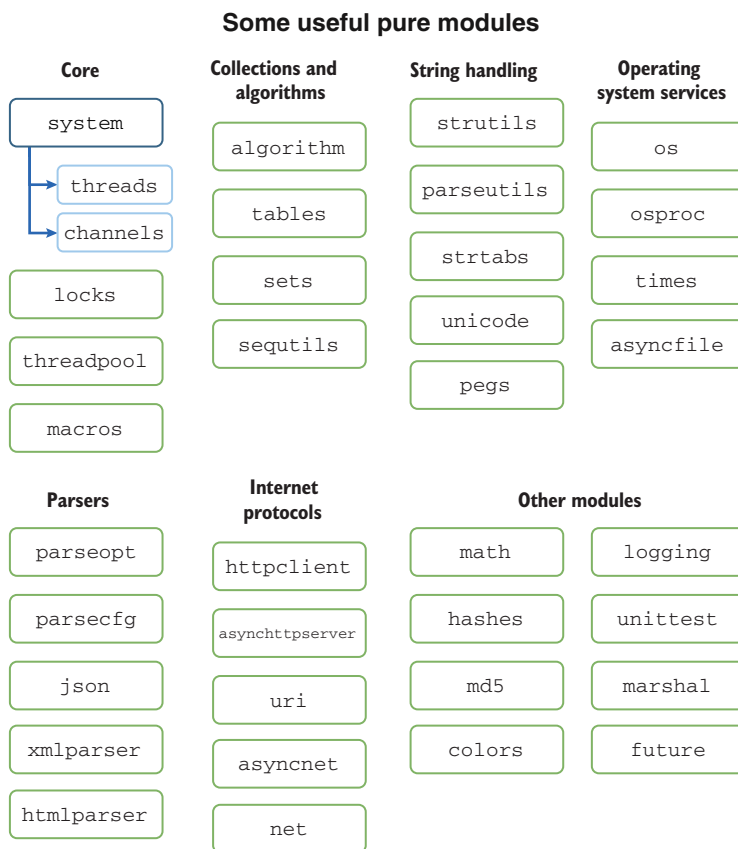 Some useful pure modules
Core
system
threads
channels
locks
threadpool
macros
Collections and
algorithms
algorithm
tables
sets
sequtils
String handling
strutils
parseutils
strtabs
unicode
pegs
Operating
system services
os
osproc
times
asyncfile
Parsers
parseopt
parsecfg
json
xmlparser
htmlparser
Internet
protocols
httpclient
asynchttpserver
uri
asyncnet
net
Other modules
math
hashes
md5
colors
logging
unittest
marshal
future